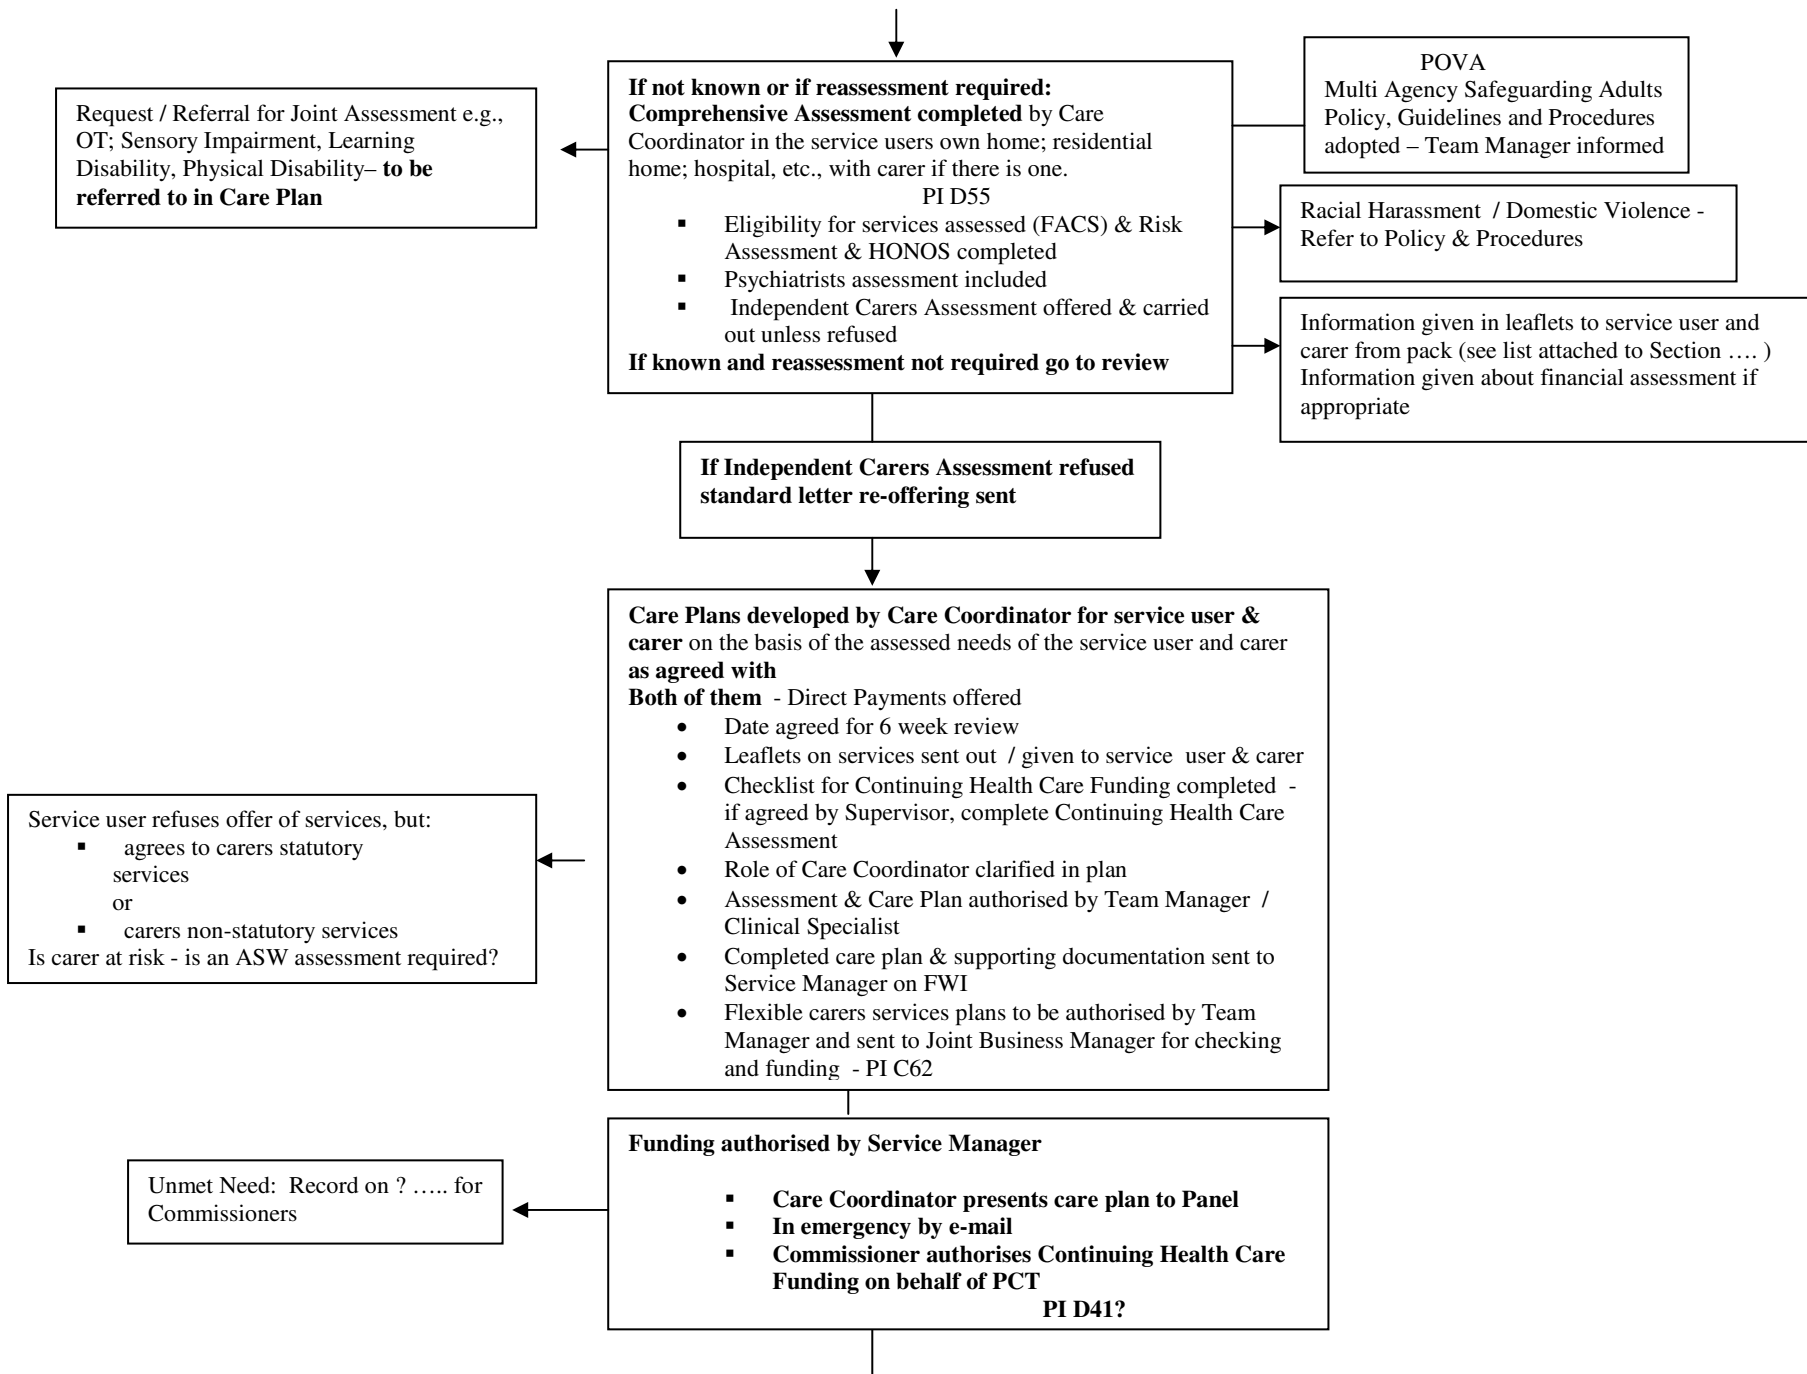 If not known or if reassessment required:
Comprehensive Assessment completed by Care
Coordinator in the service users own home; residential
home; hospital, etc., with carer if there is one.
PI D55
▪ Eligibility for services assessed (FACS) & Risk
Assessment & HONOS completed
▪ Psychiatrists assessment included
▪ Independent Carers Assessment offered & carried
out unless refused
If known and reassessment not required go to review
Request / Referral for Joint Assessment e.g.,
OT; Sensory Impairment, Learning
Disability, Physical Disability– to be
referred to in Care Plan
POVA
Multi Agency Safeguarding Adults
Policy, Guidelines and Procedures
adopted – Team Manager informed
Racial Harassment / Domestic Violence -
Refer to Policy & Procedures
Information given in leaflets to service user and
carer from pack (see list attached to Section …. )
Information given about financial assessment if
appropriate
If Independent Carers Assessment refused
standard letter re-offering sent
Care Plans developed by Care Coordinator for service user &
carer on the basis of the assessed needs of the service user and carer
as agreed with
Both of them - Direct Payments offered
• Date agreed for 6 week review
• Leaflets on services sent out / given to service user & carer
• Checklist for Continuing Health Care Funding completed -
if agreed by Supervisor, complete Continuing Health Care
Assessment
• Role of Care Coordinator clarified in plan
• Assessment & Care Plan authorised by Team Manager /
Clinical Specialist
• Completed care plan & supporting documentation sent to
Service Manager on FWI
• Flexible carers services plans to be authorised by Team
Manager and sent to Joint Business Manager for checking
and funding - PI C62
Service user refuses offer of services, but:
▪ agrees to carers statutory
services
or
▪ carers non-statutory services
Is carer at risk - is an ASW assessment required?
Funding authorised by Service Manager
▪ Care Coordinator presents care plan to Panel
▪ In emergency by e-mail
▪ Commissioner authorises Continuing Health Care
Funding on behalf of PCT
PI D41?
Unmet Need: Record on ? ….. for
Commissioners